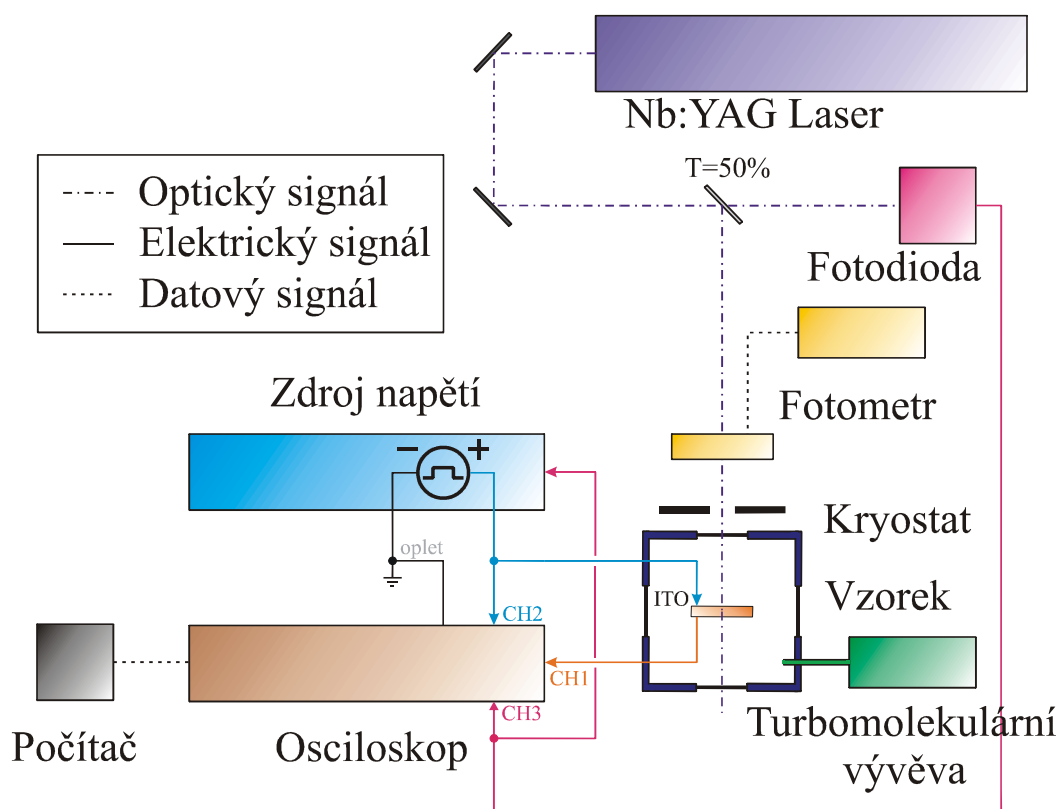 Nb:YAG Laser
T=50%
Optický signál
Elektrický signál
Datový signál
Fotodioda
Fotometr
Zdroj napětí
− +
oplet
Kryostat
ITO
Vzorek
CH2
CH1
CH3
Počítač
Osciloskop
Turbomolekulární
vývěva